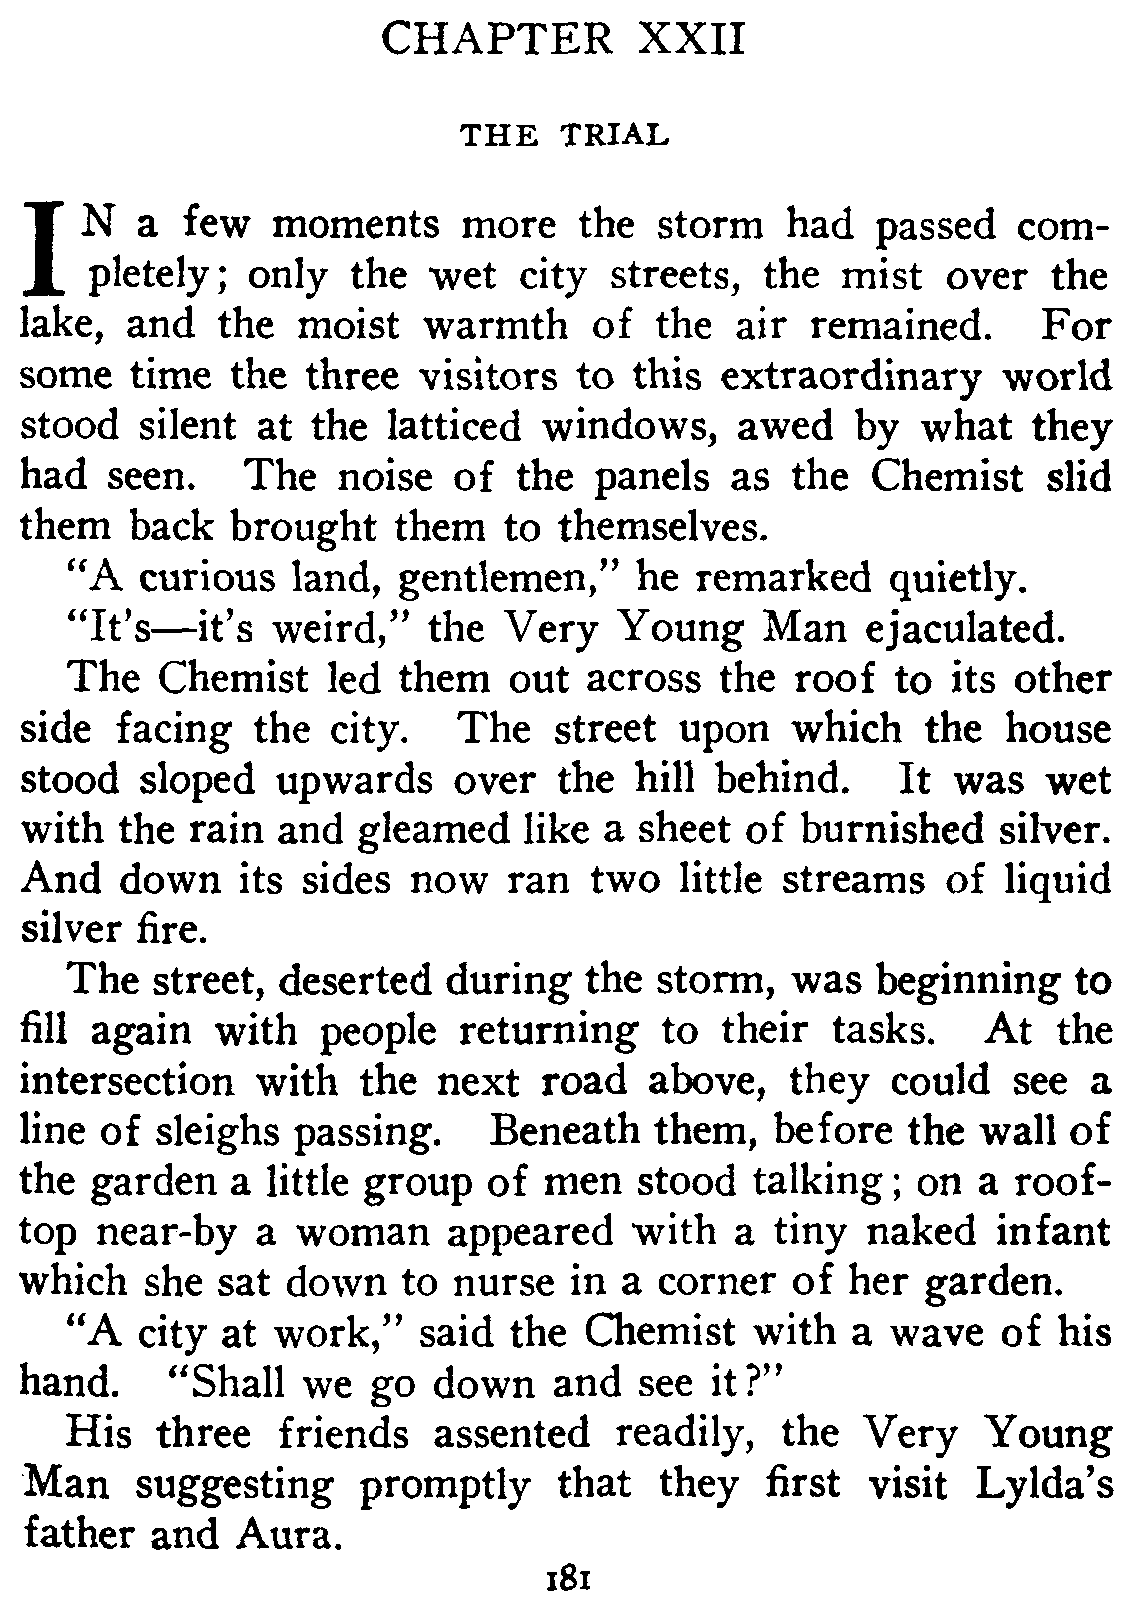 CHAPTER XXII
THE TRIAL
IN a few moments more the storm had passed com-
pletely; only the wet city streets, the mist over the
lake, and the moist warmth of the air remained. For
some time the three visitors to this extraordinary world
stood silent at the latticed windows, awed by what they
had seen. The noise of the panels as the Chemist slid
them back brought them to themselves.
"A curious land, gentlemen," he remarked quietly.
"It's—it's weird," the Very Young Man ejaculated.
The Chemist led them out across the roof to its other
side facing the city. The street upon which the house
stood sloped upwards over the hill behind. It was wet
with the rain and gleamed like a sheet of burnished silver.
And down its sides now ran two little streams of liquid
silver fire.
The street, deserted during the storm, was beginning to
fill again with people returning to their tasks. At the
intersection with the next road above, they could see a
line of sleighs passing. Beneath them, before the wall of
the garden a little group of men stood talking; on a roof-
top near-by a woman appeared with a tiny naked infant
which she sat down to nurse in a corner of her garden.
"A city at work," said the Chemist with a wave of his
hand. "Shall we go down and see it?"
His three friends assented readily, the Very Young
Man suggesting promptly that they first visit Lylda's
father and Aura.
181